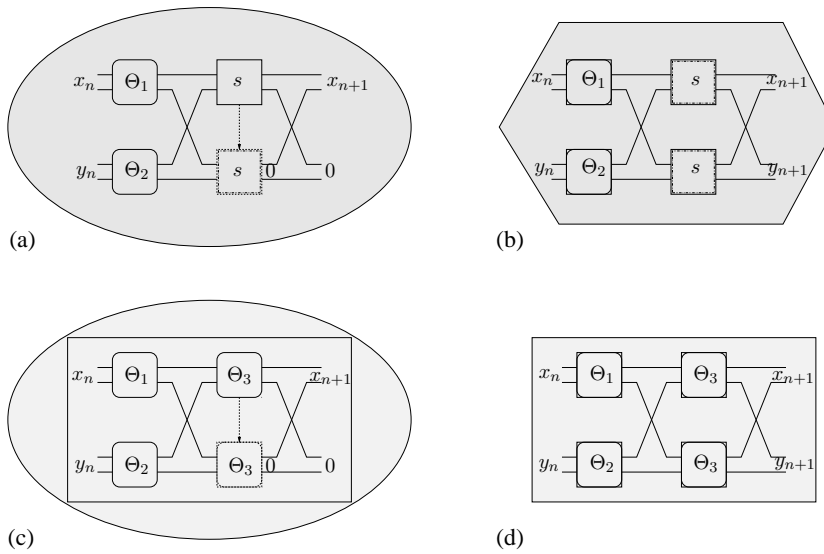 x_n Θ_1 s x_{n+1}
y_n Θ_2 s 0 0
(a)
x_n Θ_1 s x_{n+1}
y_n Θ_2 s y_{n+1}
(b)
x_n Θ_1 Θ_3 x_{n+1}
y_n Θ_2 Θ_3 0 0
(c)
x_n Θ_1 Θ_3 x_{n+1}
y_n Θ_2 Θ_3 y_{n+1}
(d)